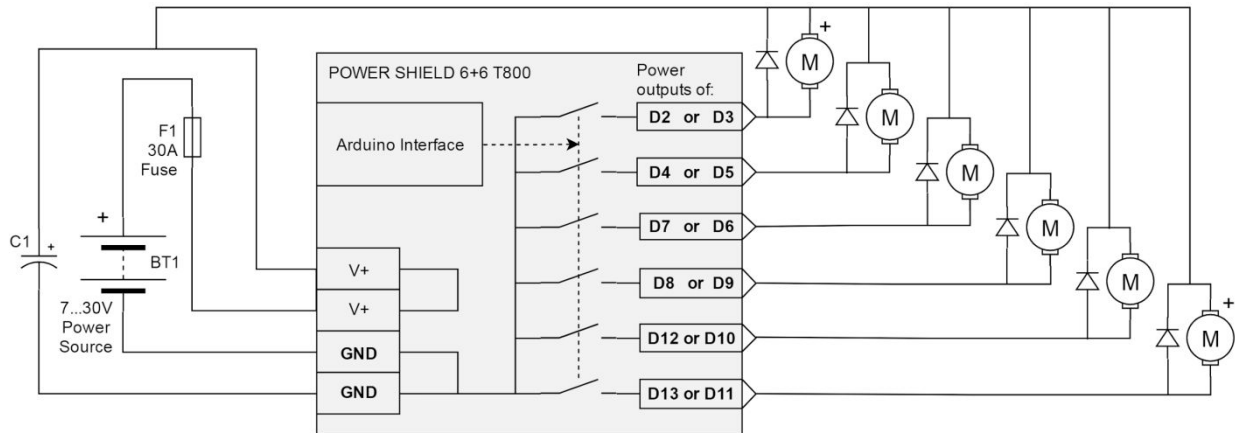 POWER SHIELD 6+6 T800
Power
outputs of:
Arduino Interface
D2 or D3
D4 or D5
D7 or D6
D8 or D9
D12 or D10
D13 or D11
V+
V+
GND
GND
F1
30A
Fuse
+
BT1
7...30V
Power
Source
C1
+
+
M
M
M
M
M
+
M